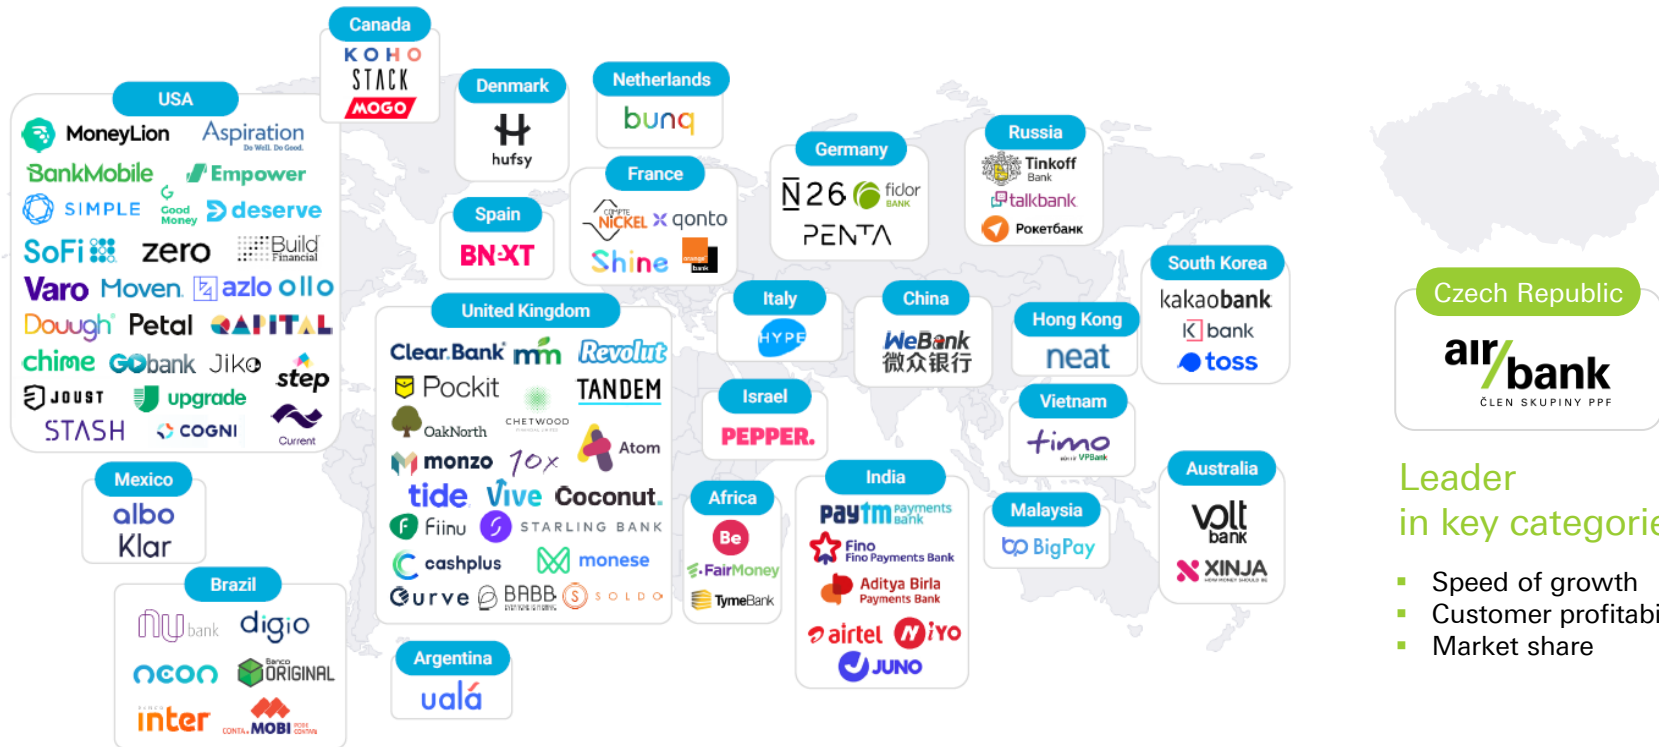 Canada
KOHO
STACK
MOGO
USA
MoneyLion
Aspiration
Do Well. Do Good.
BankMobile
Empower
SIMPLE
Good
Money
deserve
SoFi
zero
Build
Financial
Varo
Moven.
azlo
ollo
Douugh
Petal
QAPITAL
chime
GObank
Jiko
step
JOUST
upgrade
STASH
COGNI
Current
Mexico
albo
Klar
Brazil
nu bank
digio
neon
Banco
ORIGINAL
BANCO
inter
CONTA.
MOBI
Argentina
ualá
Denmark
hufsy
Netherlands
bunq
Spain
BNEXT
France
COMPTE
NiCKEL
qonto
Shine
orange
bank
United Kingdom
Clear.Bank
mm
Revolut
Pockit
CHETWOOD
TANDEM
OakNorth
Atom
monzo
10x
tide
Vive
Coconut.
Fiinu
STARLING BANK
cashplus
monese
Curve
BABB
SOLDO
Germany
N26
fidor
BANK
PENTA
Russia
Tinkoff
Bank
talkbank
Рокетбанк
Italy
HYPE
China
WeBank
微众银行
Hong Kong
neat
South Korea
kakaobank
K bank
toss
Israel
PEPPER.
Vietnam
timo
VPBank
Africa
Be
FairMoney
TymeBank
India
paytm payments
bank
Fino
Fino Payments Bank
Aditya Birla
Payments Bank
airtel
NiYO
JUNO
Malaysia
BigPay
Australia
volt
bank
XINJA
Czech Republic
air
bank
ČLEN SKUPINY PPF
Leader
in key categorie
Speed of growth
Customer profitabi
Market share